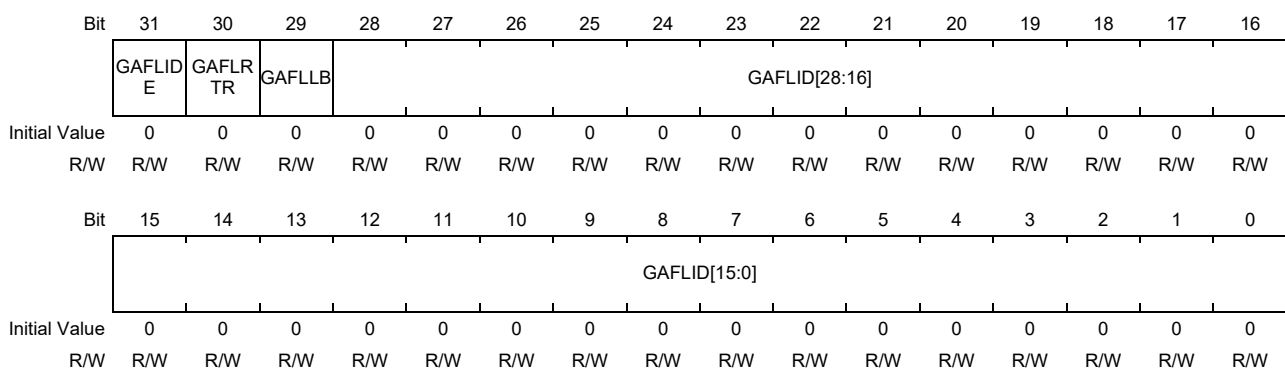 Bit 31 30 29 28 27 26 25 24 23 22 21 20 19 18 17 16
GAFLID GAFLR GAFLLB GAFLID[28:16]
E TR
Initial Value 0 0 0 0 0 0 0 0 0 0 0 0 0 0 0 0
R/W R/W R/W R/W R/W R/W R/W R/W R/W R/W R/W R/W R/W R/W R/W R/W R/W
Bit 15 14 13 12 11 10 9 8 7 6 5 4 3 2 1 0
GAFLID[15:0]
Initial Value 0 0 0 0 0 0 0 0 0 0 0 0 0 0 0 0
R/W R/W R/W R/W R/W R/W R/W R/W R/W R/W R/W R/W R/W R/W R/W R/W R/W